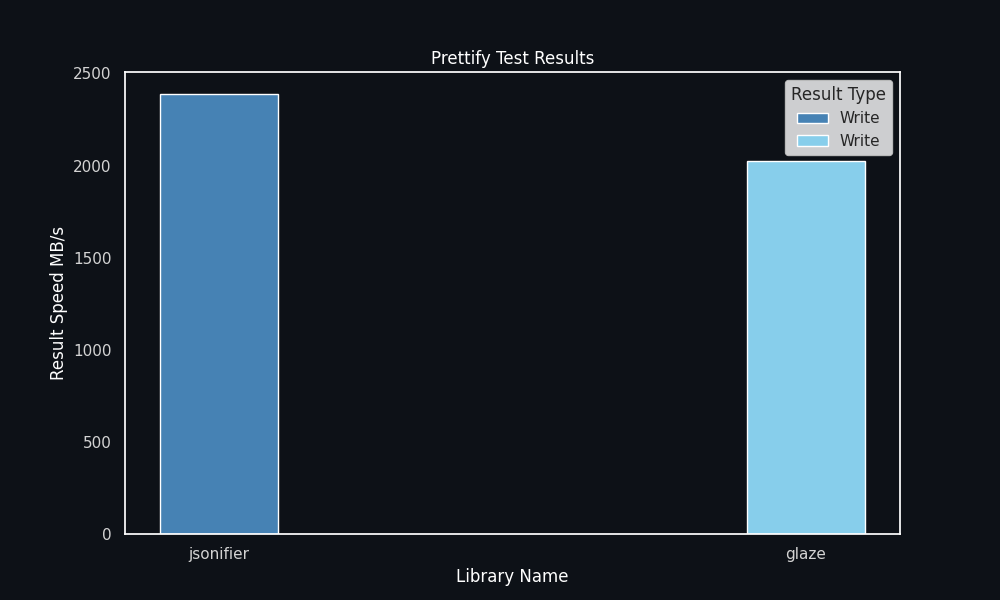 Prettify Test Results
Result Speed MB/s
2500
2000
1500
1000
500
0
Result Type
Write
Write
jsonifier
glaze
Library Name